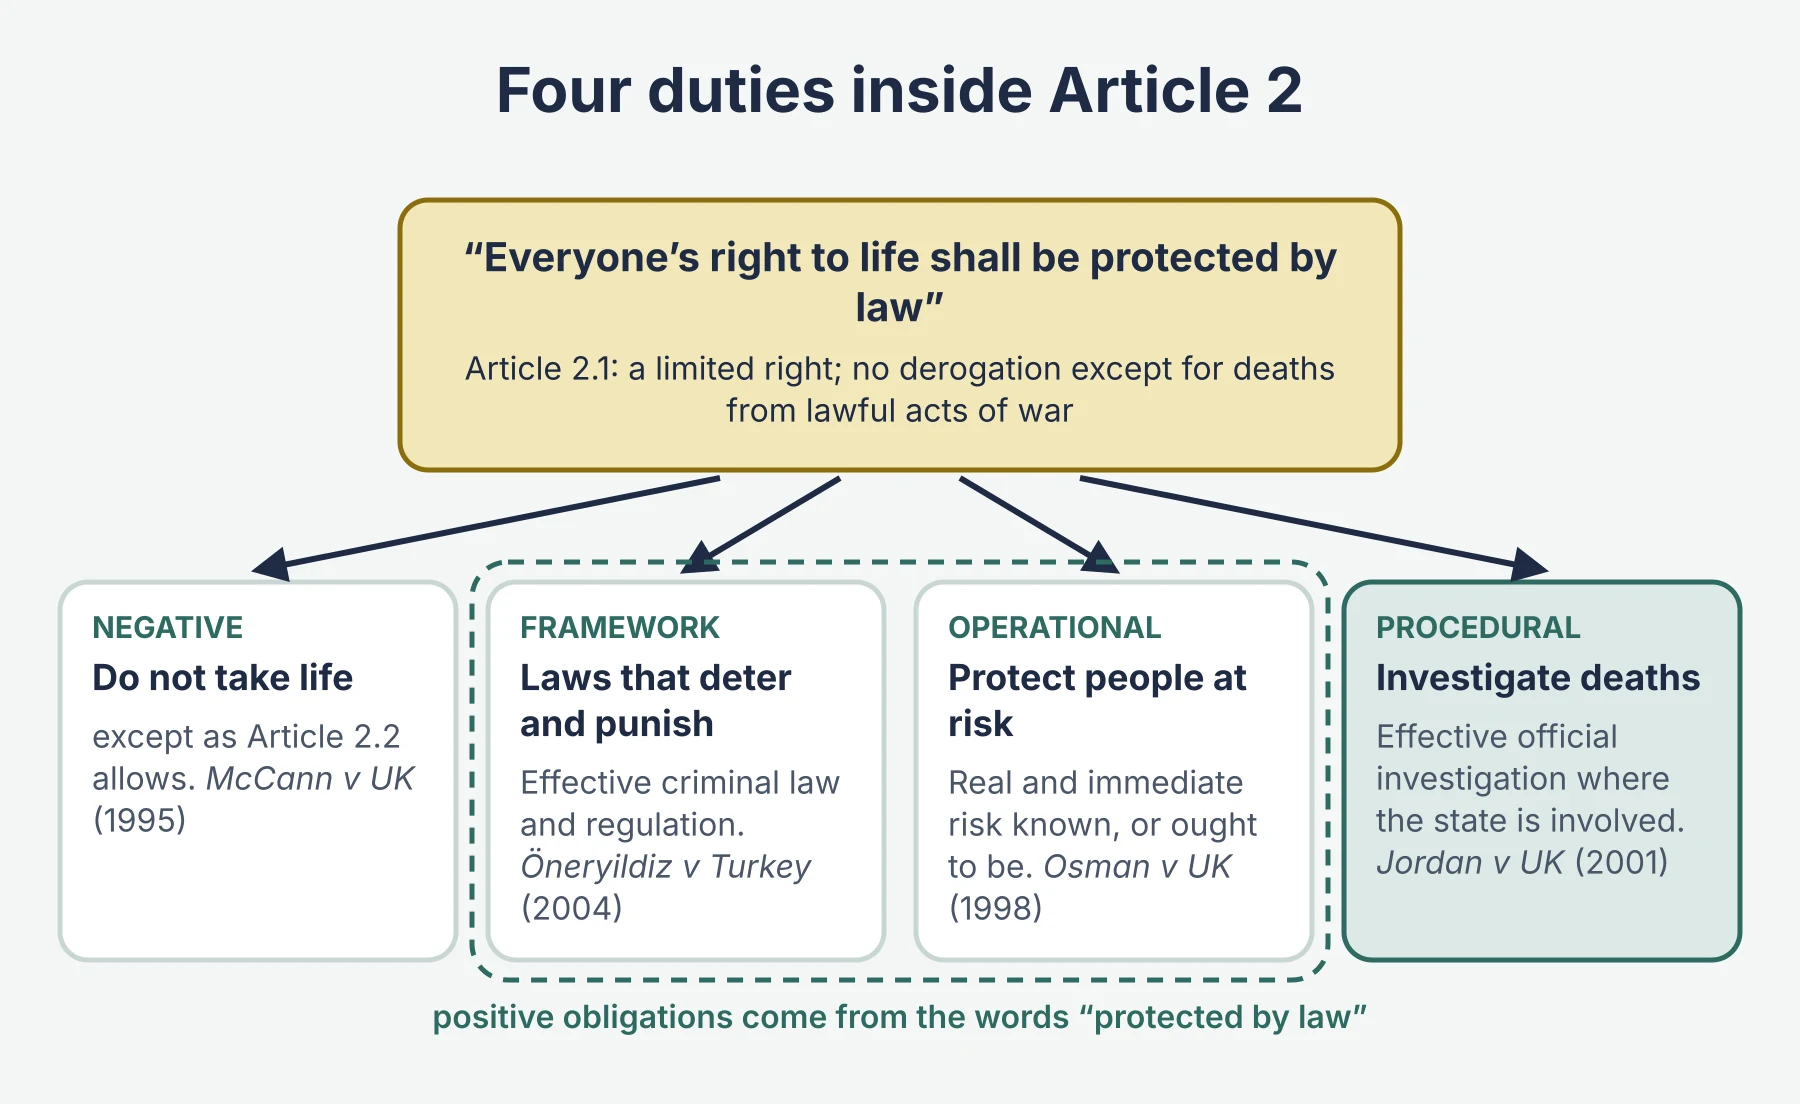 Four duties inside Article 2
“Everyone’s right to life shall be protected by
law”
Article 2.1: a limited right; no derogation except for deaths
from lawful acts of war
NEGATIVE
Do not take life
except as Article 2.2
allows. McCann v UK
(1995)
FRAMEWORK
Laws that deter
and punish
Effective criminal law
and regulation.
Öneryildiz v Turkey
(2004)
OPERATIONAL
Protect people at
risk
Real and immediate
risk known, or ought
to be. Osman v UK
(1998)
PROCEDURAL
Investigate deaths
Effective official
investigation where
the state is involved.
Jordan v UK (2001)
positive obligations come from the words “protected by law”